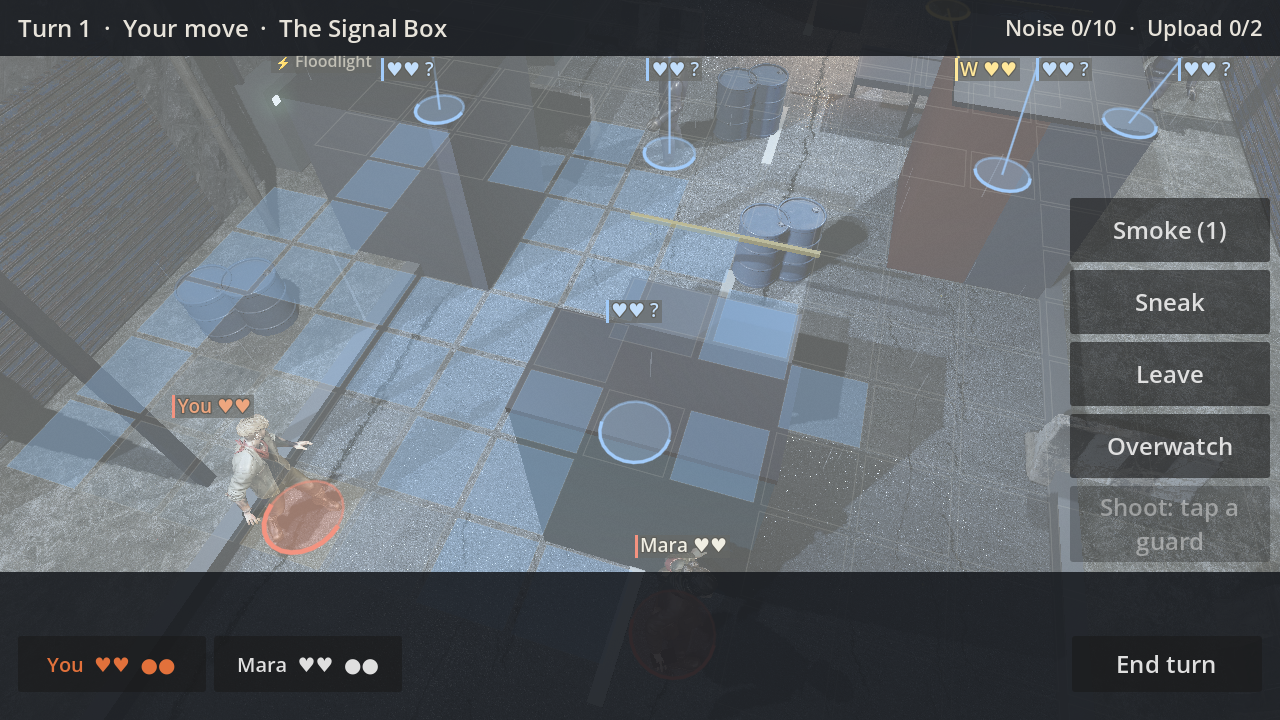 Turn 1 · Your move · The Signal Box
Noise 0/10 · Upload 0/2
⚡ Floodlight
♥♥ ?
♥♥ ?
W ♥♥
♥♥ ?
♥♥ ?
Smoke (1)
Sneak
♥♥ ?
Leave
You ♥♥
Overwatch
Shoot: tap a
guard
Mara ♥♥
You ♥♥ ●●
Mara ♥♥ ●●
End turn